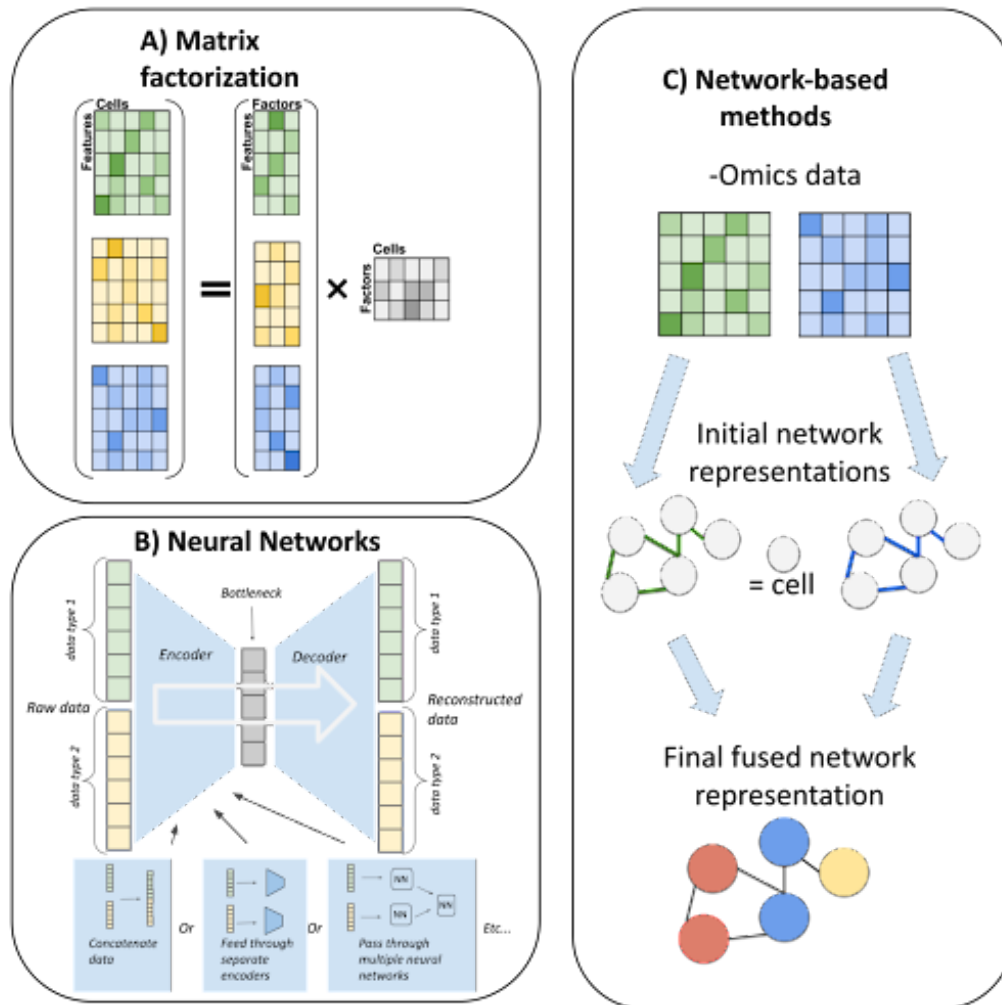 A) Matrix
factorization
Cells
Features
Factors
=
×
Cells
Factors
B) Neural Networks
data type 1
Bottleneck
data type 1
Encoder
Decoder
Raw data
Reconstructed
data
data type 2
data type 2
Concatenate
data
Or
Feed through
separate
encoders
Or
NN
NN
NN
Pass through
multiple neural
networks
Etc...
C) Network-based
methods
-Omics data
Initial network
representations
= cell
Final fused network
representation